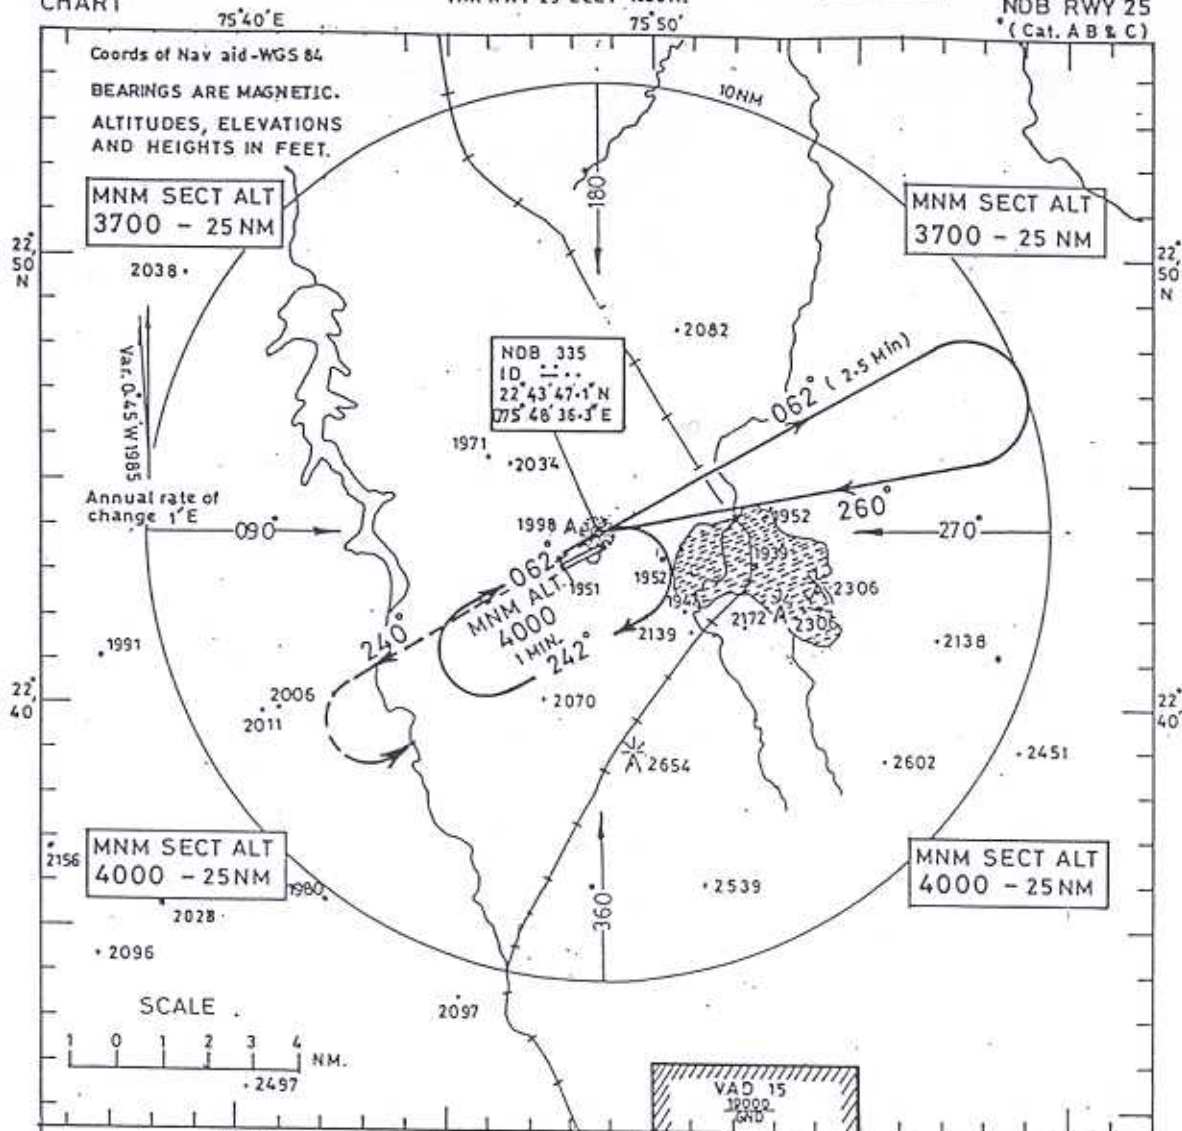 CHART
75°40'E
75°50'
NDB RWY 25
(Cat. A B & C)
Coords of Nav aid-WGS 84
BEARINGS ARE MAGNETIC.
ALTITUDES, ELEVATIONS
AND HEIGHTS IN FEET.
10NM
MNM SECT ALT
3700 - 25 NM
180°
MNM SECT ALT
3700 - 25 NM
22°
50'
N
22°
50'
N
2038
2082
Var. 0°45'W 1985
Annual rate of
change 1'E
NDB 335
ID
22°43'47.1"N
075°48'36.3"E
062° (2.5 Min)
1971
2034
260°
090°
1998
1952
270°
062°
1939
1951
1952
2306
MNM ALT
4000
1 MIN.
242°
240°
2139
2172
2306
2138
1991
2006
2011
2070
22°
40'
22°
40'
2654
2602
2451
MNM SECT ALT
4000 - 25NM
MNM SECT ALT
4000 - 25NM
2156
1980
2028
2539
360°
2096
2097
SCALE
1 0 1 2 3 4 NM.
2497
VAD 15
10000
GND